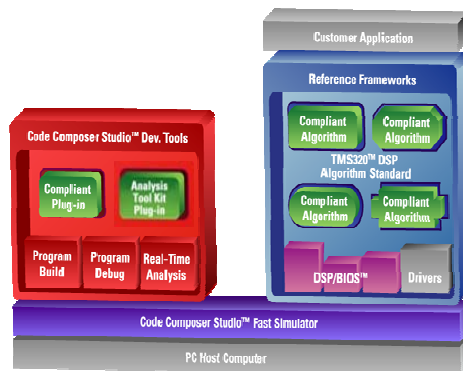 Customer Application
Reference Frameworks
Compliant
Algorithm
Compliant
Algorithm
TMS320™ DSP
Algorithm Standard
Compliant
Algorithm
Compliant
Algorithm
DSP/BIOS™
Drivers
Code Composer Studio™ Dev. Tools
Compliant
Plug-in
Analysis
Tool Kit
Plug-in
Program
Build
Program
Debug
Real-Time
Analysis
Code Composer Studio™ Fast Simulator
PC Host Computer